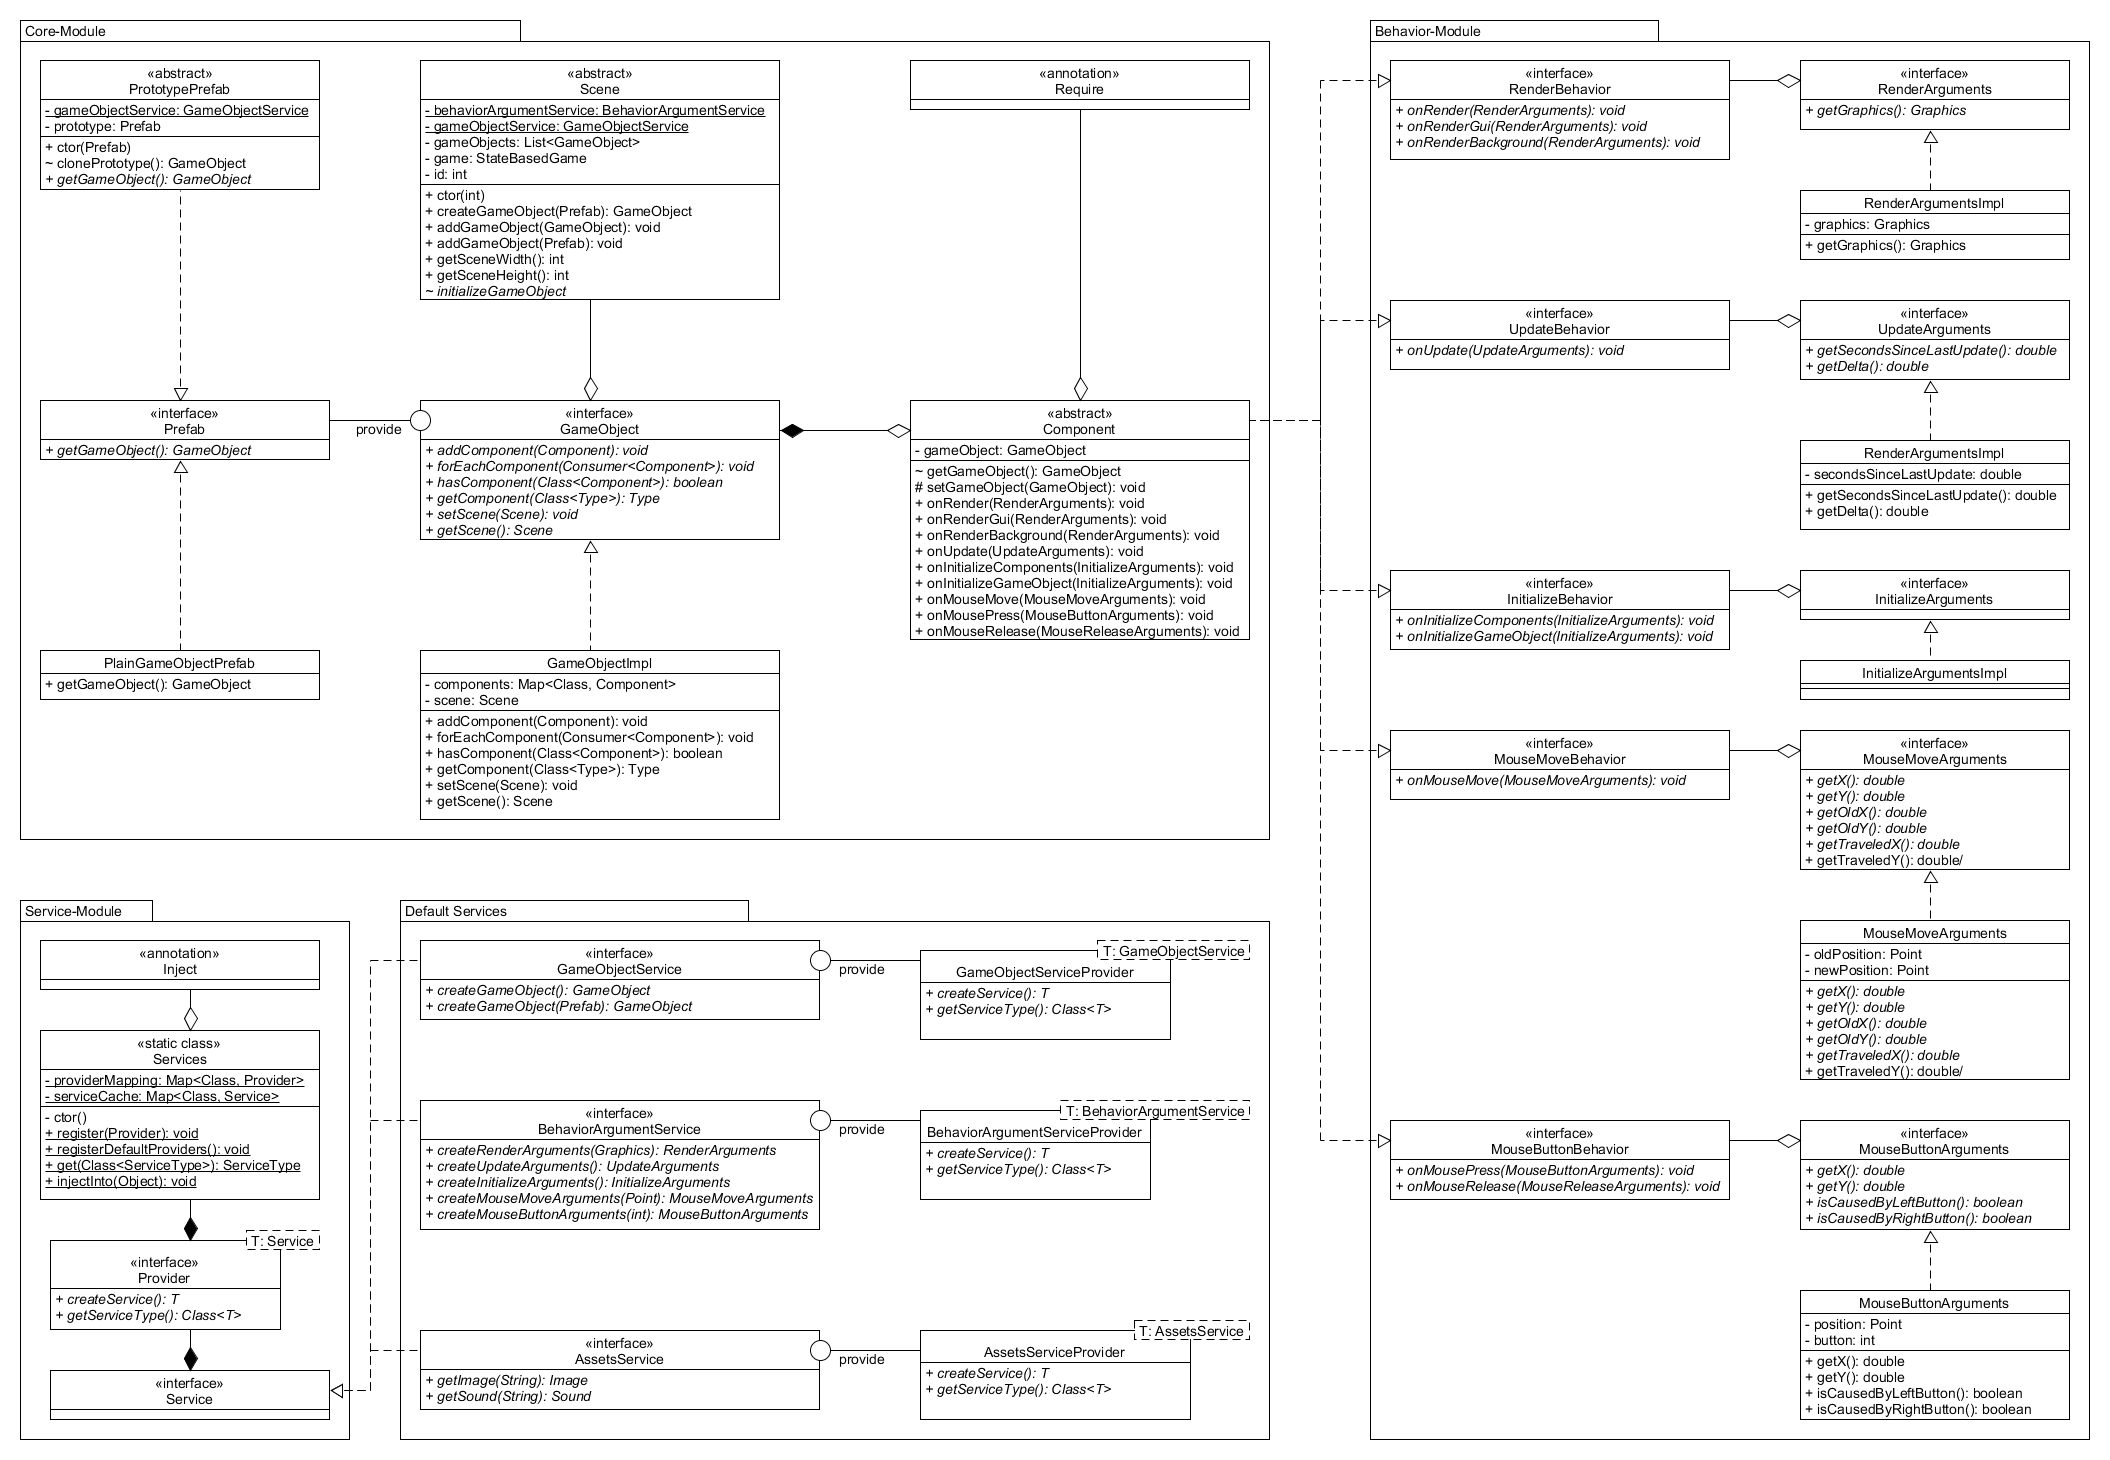 Core-Module
«abstract»
PrototypePrefab
- gameObjectService: GameObjectService
- prototype: Prefab
+ ctor(Prefab)
~ clonePrototype(): GameObject
+ getGameObject(): GameObject
«abstract»
Scene
- behaviorArgumentService: BehaviorArgumentService
- gameObjectService: GameObjectService
- gameObjects: List<GameObject>
- game: StateBasedGame
- id: int
+ ctor(int)
+ createGameObject(Prefab): GameObject
+ addGameObject(GameObject): void
+ addGameObject(Prefab): void
+ getSceneWidth(): int
+ getSceneHeight(): int
~ initializeGameObject
«annotation»
Require
«interface»
Prefab
+ getGameObject(): GameObject
provide
«interface»
GameObject
+ addComponent(Component): void
+ forEachComponent(Consumer<Component>): void
+ hasComponent(Class<Component>): boolean
+ getComponent(Class<Type>): Type
+ setScene(Scene): void
+ getScene(): Scene
«abstract»
Component
- gameObject: GameObject
~ getGameObject(): GameObject
# setGameObject(GameObject): void
+ onRender(RenderArguments): void
+ onRenderGui(RenderArguments): void
+ onRenderBackground(RenderArguments): void
+ onUpdate(UpdateArguments): void
+ onInitializeComponents(InitializeArguments): void
+ onInitializeGameObject(InitializeArguments): void
+ onMouseMove(MouseMoveArguments): void
+ onMousePress(MouseButtonArguments): void
+ onMouseRelease(MouseReleaseArguments): void
PlainGameObjectPrefab
+ getGameObject(): GameObject
GameObjectImpl
- components: Map<Class, Component>
- scene: Scene
+ addComponent(Component): void
+ forEachComponent(Consumer<Component>): void
+ hasComponent(Class<Component>): boolean
+ getComponent(Class<Type>): Type
+ setScene(Scene): void
+ getScene(): Scene
Behavior-Module
«interface»
RenderBehavior
+ onRender(RenderArguments): void
+ onRenderGui(RenderArguments): void
+ onRenderBackground(RenderArguments): void
«interface»
RenderArguments
+ getGraphics(): Graphics
RenderArgumentsImpl
- graphics: Graphics
+ getGraphics(): Graphics
«interface»
UpdateBehavior
+ onUpdate(UpdateArguments): void
«interface»
UpdateArguments
+ getSecondsSinceLastUpdate(): double
+ getDelta(): double
RenderArgumentsImpl
- secondsSinceLastUpdate: double
+ getSecondsSinceLastUpdate(): double
+ getDelta(): double
«interface»
InitializeBehavior
+ onInitializeComponents(InitializeArguments): void
+ onInitializeGameObject(InitializeArguments): void
«interface»
InitializeArguments
InitializeArgumentsImpl
«interface»
MouseMoveBehavior
+ onMouseMove(MouseMoveArguments): void
«interface»
MouseMoveArguments
+ getX(): double
+ getY(): double
+ getOldX(): double
+ getOldY(): double
+ getTraveledX(): double
+ getTraveledY(): double/
MouseMoveArguments
- oldPosition: Point
- newPosition: Point
+ getX(): double
+ getY(): double
+ getOldX(): double
+ getOldY(): double
+ getTraveledX(): double
+ getTraveledY(): double/
«interface»
MouseButtonBehavior
+ onMousePress(MouseButtonArguments): void
+ onMouseRelease(MouseReleaseArguments): void
«interface»
MouseButtonArguments
+ getX(): double
+ getY(): double
+ isCausedByLeftButton(): boolean
+ isCausedByRightButton(): boolean
MouseButtonArguments
- position: Point
- button: int
+ getX(): double
+ getY(): double
+ isCausedByLeftButton(): boolean
+ isCausedByRightButton(): boolean
Service-Module
«annotation»
Inject
«static class»
Services
- providerMapping: Map<Class, Provider>
- serviceCache: Map<Class, Service>
- ctor()
+ register(Provider): void
+ registerDefaultProviders(): void
+ get(Class<ServiceType>): ServiceType
+ injectInto(Object): void
T: Service
«interface»
Provider
+ createService(): T
+ getServiceType(): Class<T>
«interface»
Service
Default Services
«interface»
GameObjectService
+ createGameObject(): GameObject
+ createGameObject(Prefab): GameObject
provide
T: GameObjectService
GameObjectServiceProvider
+ createService(): T
+ getServiceType(): Class<T>
«interface»
BehaviorArgumentService
+ createRenderArguments(Graphics): RenderArguments
+ createUpdateArguments(): UpdateArguments
+ createInitializeArguments(): InitializeArguments
+ createMouseMoveArguments(Point): MouseMoveArguments
+ createMouseButtonArguments(int): MouseButtonArguments
provide
T: BehaviorArgumentService
BehaviorArgumentServiceProvider
+ createService(): T
+ getServiceType(): Class<T>
«interface»
AssetsService
+ getImage(String): Image
+ getSound(String): Sound
provide
T: AssetsService
AssetsServiceProvider
+ createService(): T
+ getServiceType(): Class<T>